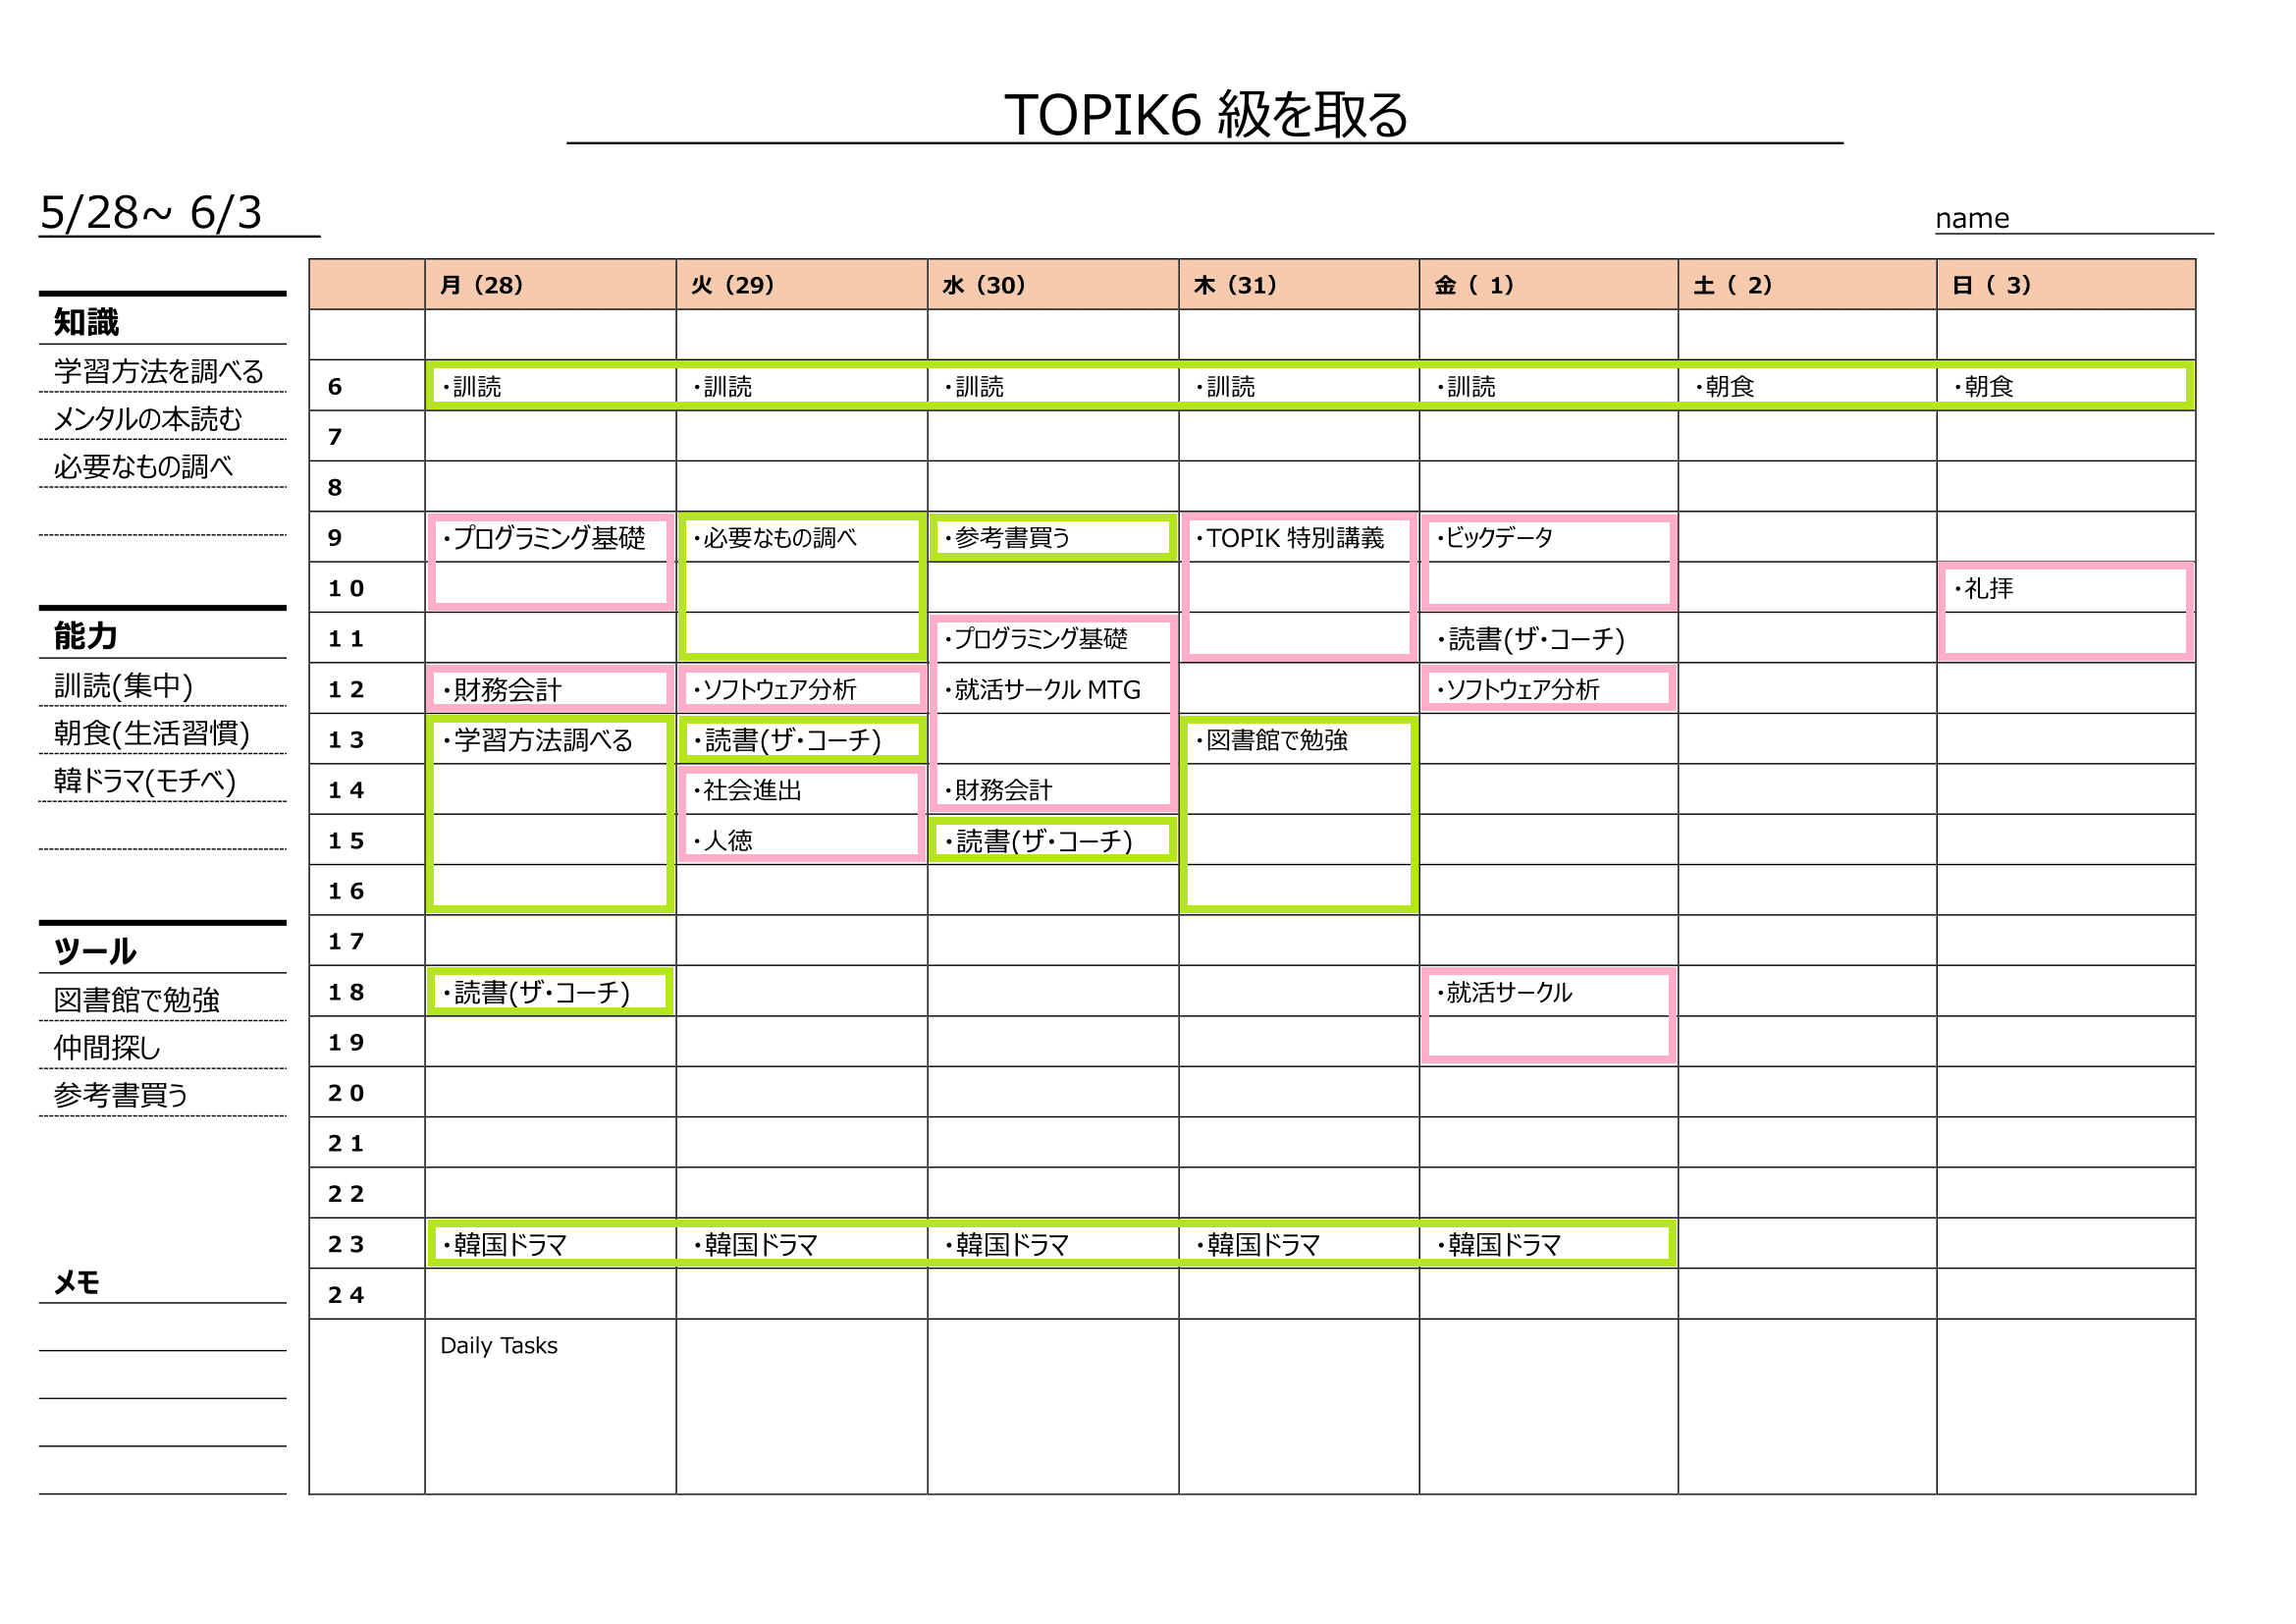 TOPIK6 級を取る
5/28~ 6/3
name
知識
学習方法を調べる
メンタルの本読む
必要なもの調べ
能力
訓読(集中)
朝食(生活習慣)
韓ドラマ(モチベ)
ツール
図書館で勉強
仲間探し
参考書買う
メモ
月（28） 火（29） 水（30） 木（31） 金（ 1） 土（ 2） 日（ 3）
6 ・訓読 ・訓読 ・訓読 ・訓読 ・訓読 ・朝食 ・朝食
7
8
9 ・プログラミング基礎 ・必要なもの調べ ・参考書買う ・TOPIK 特別講義 ・ビックデータ
10 ・礼拝
11 ・プログラミング基礎 ・読書(ザ・コーチ)
12 ・財務会計 ・ソフトウェア分析 ・就活サークル MTG ・ソフトウェア分析
13 ・学習方法調べる ・読書(ザ・コーチ) ・図書館で勉強
14 ・社会進出 ・財務会計
15 ・人徳 ・読書(ザ・コーチ)
16
17
18 ・読書(ザ・コーチ) ・就活サークル
19
20
21
22
23 ・韓国ドラマ ・韓国ドラマ ・韓国ドラマ ・韓国ドラマ ・韓国ドラマ
24
Daily Tasks